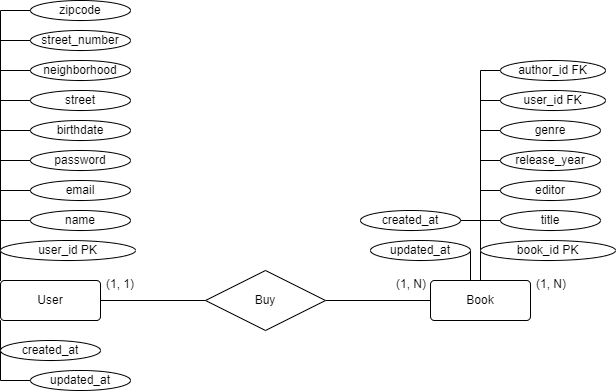 zipcode
street_number
neighborhood
street
birthdate
password
email
name
user_id PK
(1, 1)
User
created_at
updated_at
Buy
author_id FK
user_id FK
genre
release_year
editor
created_at
title
updated_at
book_id PK
(1, N)
(1, N)
Book